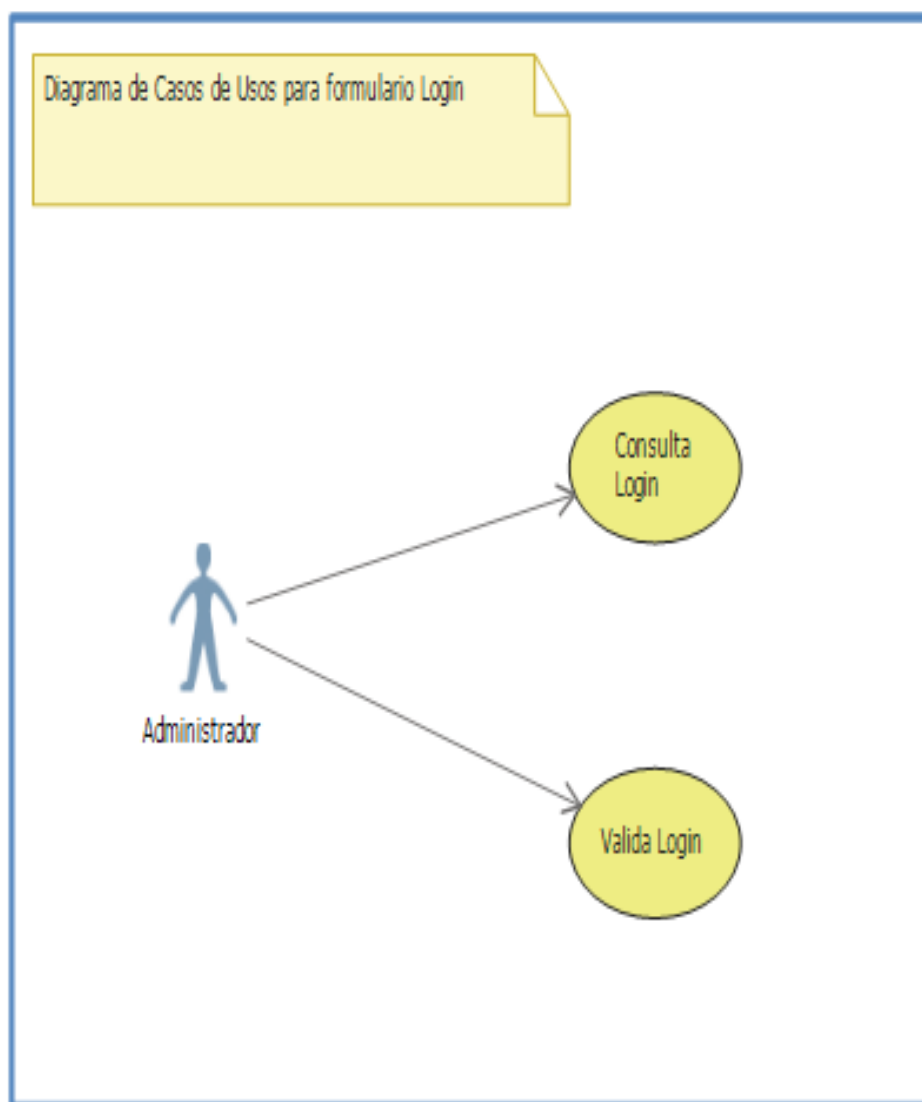 Diagrama de Casos de Usos para formulario Login
Consulta
Login
Administrador
Valida Login